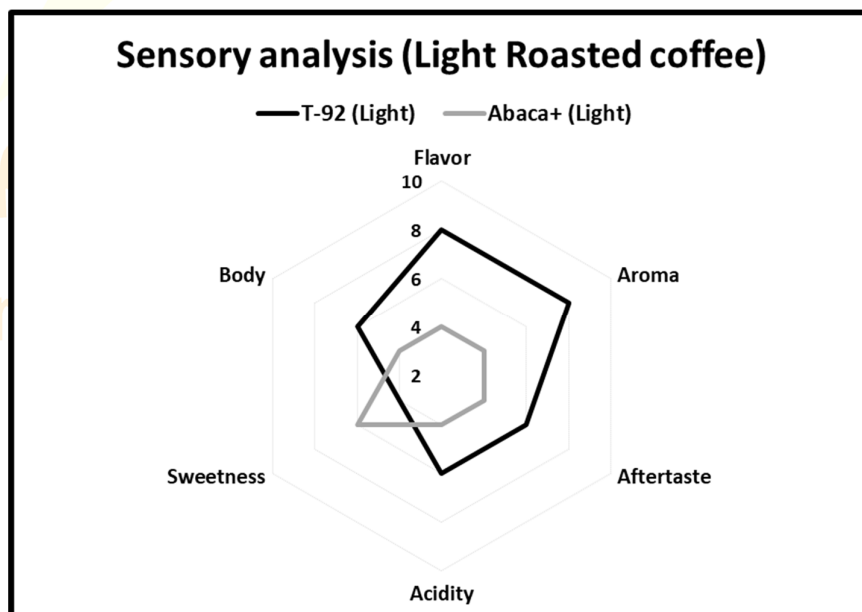 Sensory analysis (Light Roasted coffee)
T-92 (Light) Abaca+ (Light)
Flavor
10
8
Body
Aroma
6
4
2
Sweetness
Aftertaste
Acidity